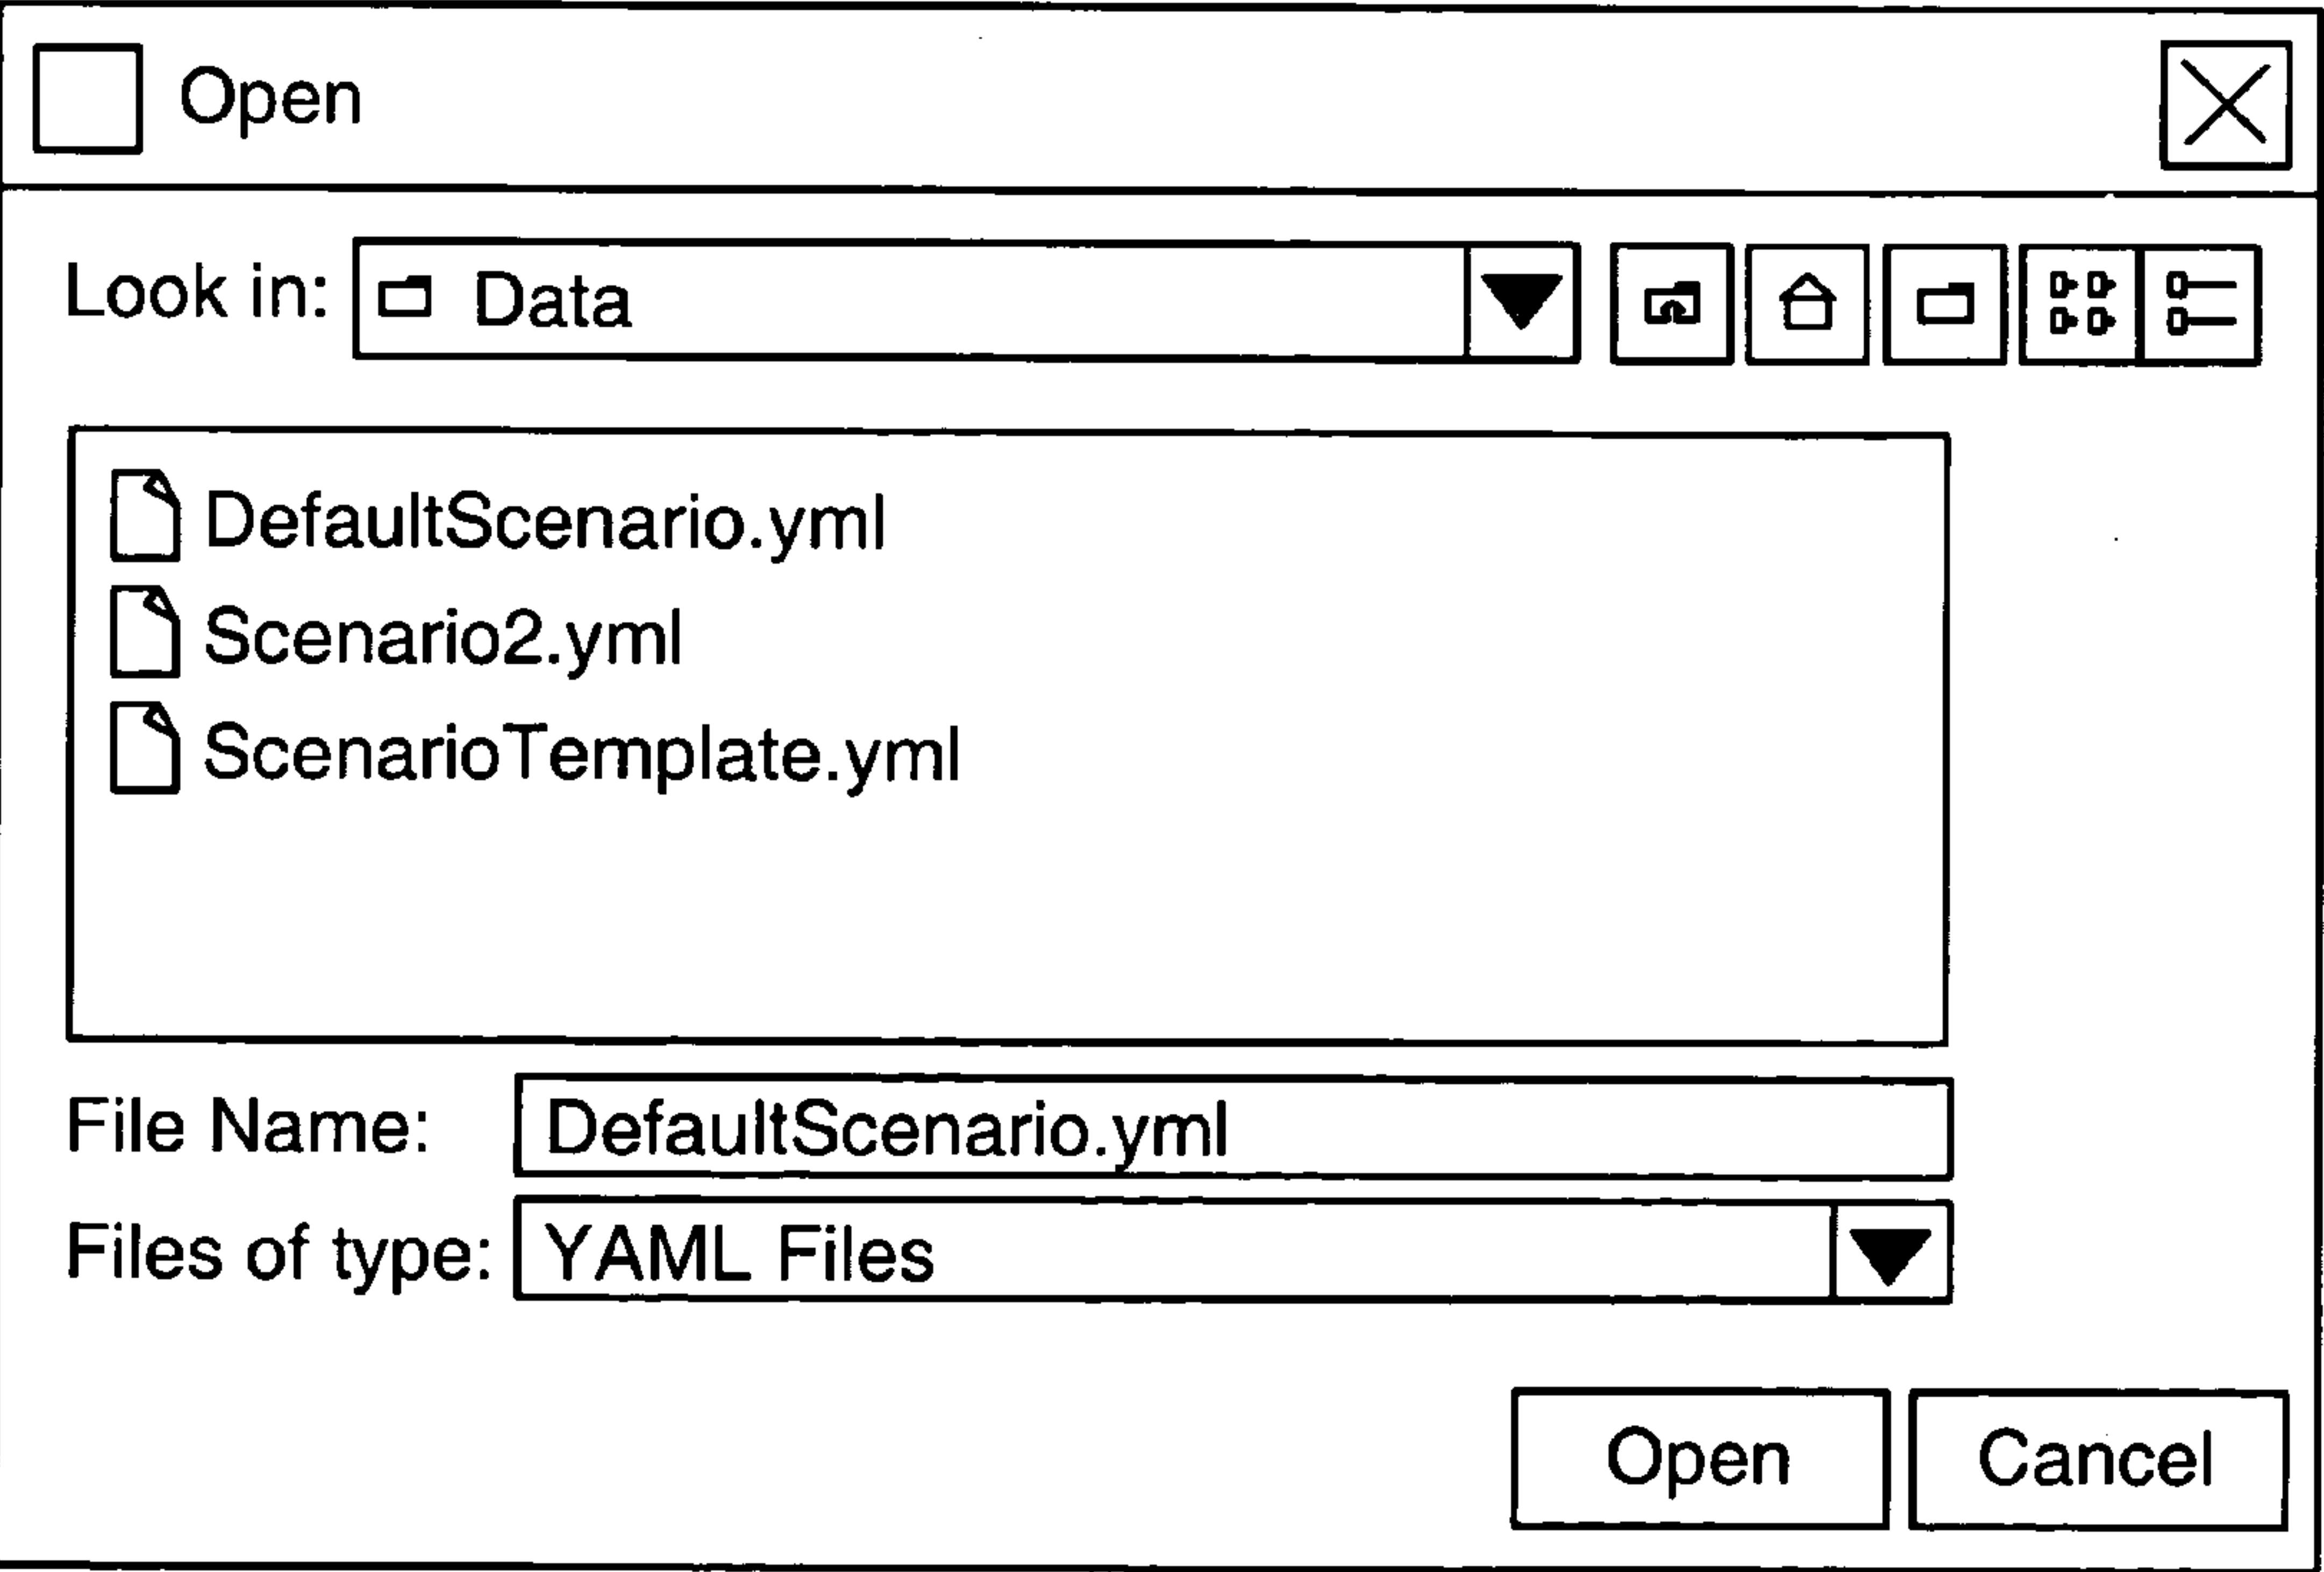 Open
Look in: Data
DefaultScenario.yml
Scenario2.yml
ScenarioTemplate.yml
File Name: DefaultScenario.yml
Files of type: YAML Files
Open Cancel